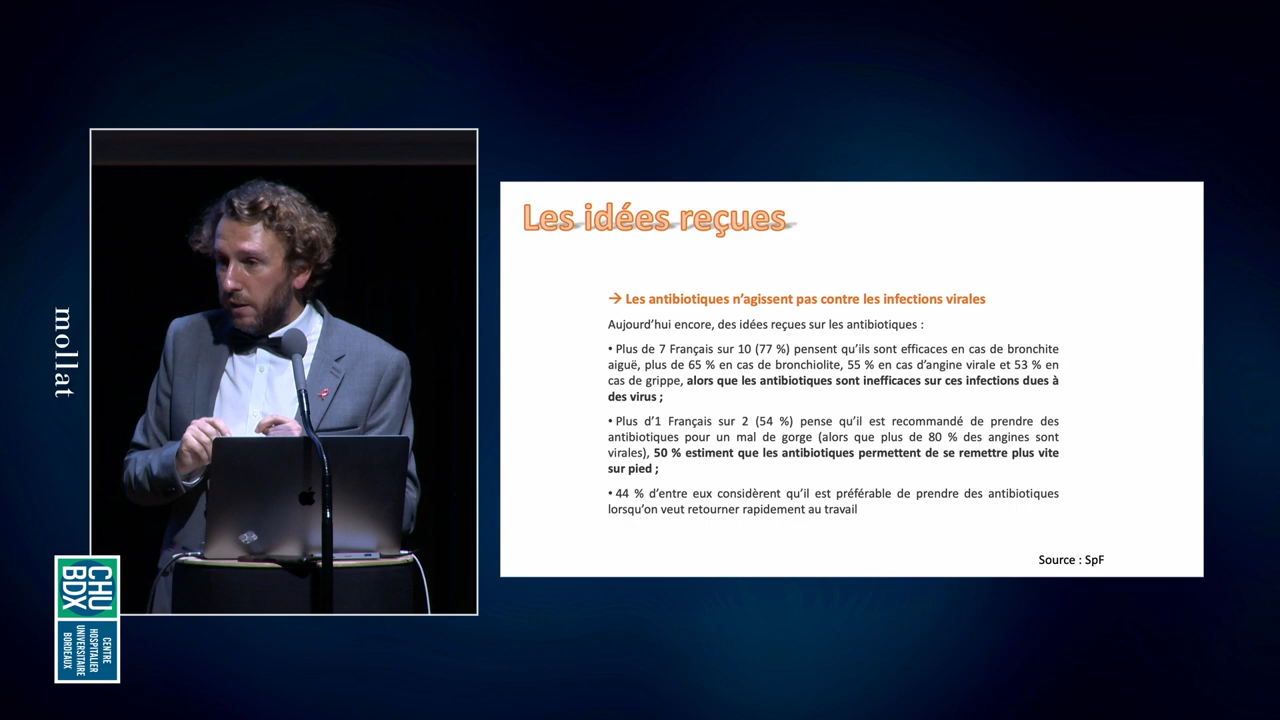 mollat
CHU
BDX
CENTRE
HOSPITALIER
UNIVERSITAIRE
BORDEAUX
Les idées reçues
→ Les antibiotiques n’agissent pas contre les infections virales
Aujourd’hui encore, des idées reçues sur les antibiotiques :
• Plus de 7 Français sur 10 (77 %) pensent qu’ils sont efficaces en cas de bronchite
aiguë, plus de 65 % en cas de bronchiolite, 55 % en cas d’angine virale et 53 % en
cas de grippe, alors que les antibiotiques sont inefficaces sur ces infections dues à
des virus ;
• Plus d’1 Français sur 2 (54 %) pense qu’il est recommandé de prendre des
antibiotiques pour un mal de gorge (alors que plus de 80 % des angines sont
virales), 50 % estiment que les antibiotiques permettent de se remettre plus vite
sur pied ;
• 44 % d’entre eux considèrent qu’il est préférable de prendre des antibiotiques
lorsqu’on veut retourner rapidement au travail
Source : SpF